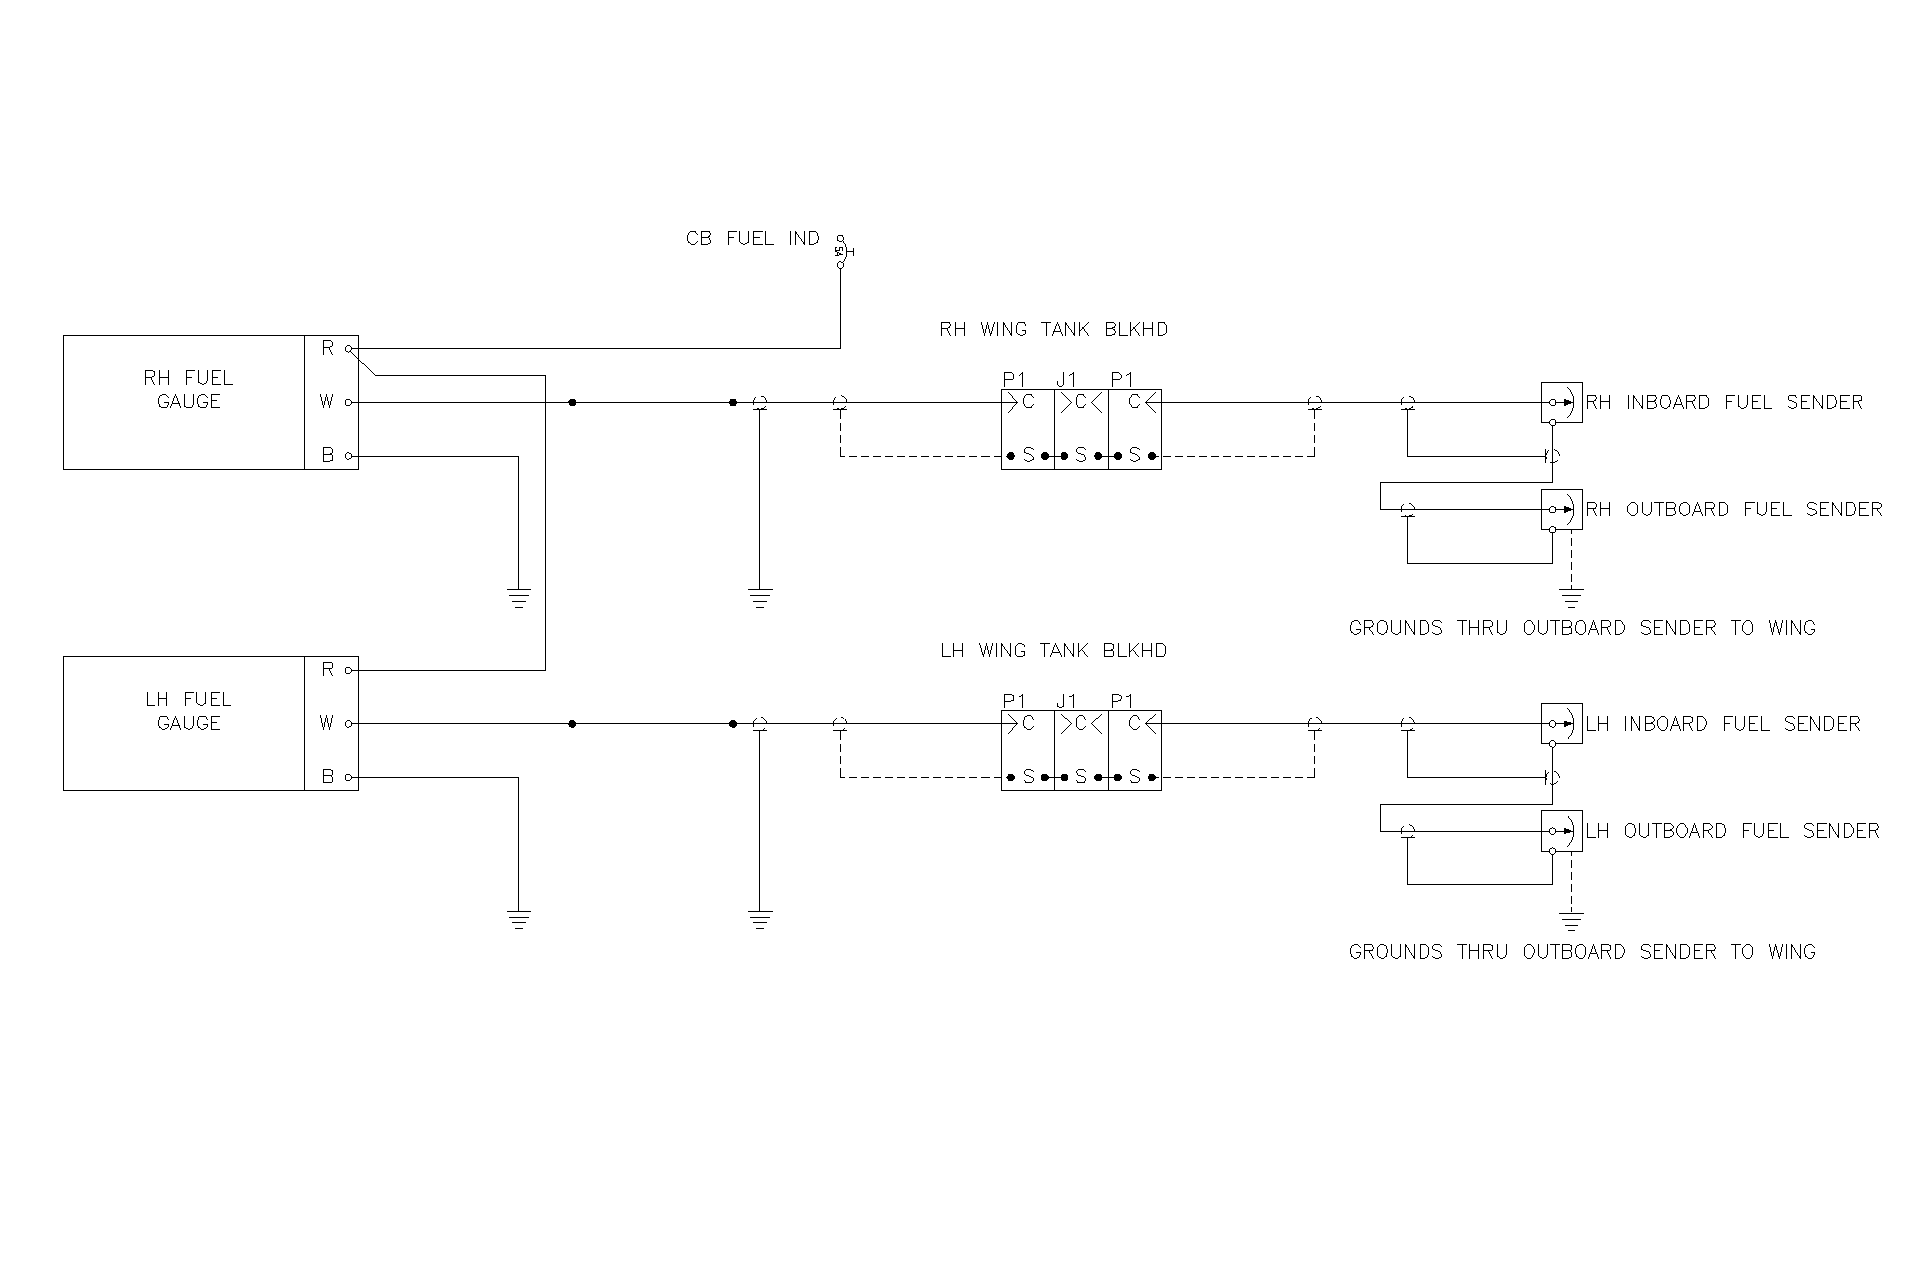 CB FUEL IND
5A
RH WING TANK BLKHD
R
RH FUEL
GAUGE
W
B
P1 J1 P1
C C C
S S S
RH INBOARD FUEL SENDER
RH OUTBOARD FUEL SENDER
GROUNDS THRU OUTBOARD SENDER TO WING
LH WING TANK BLKHD
R
LH FUEL
GAUGE
W
B
P1 J1 P1
C C C
S S S
LH INBOARD FUEL SENDER
LH OUTBOARD FUEL SENDER
GROUNDS THRU OUTBOARD SENDER TO WING